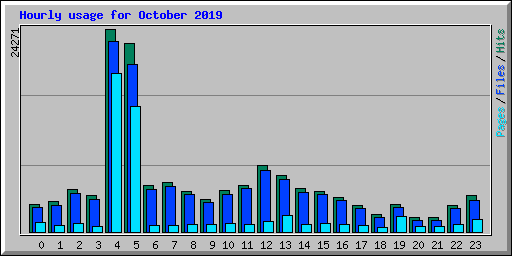 Hourly usage for October 2019
24271
Pages / Files / Hits
0 1 2 3 4 5 6 7 8 9 10 11 12 13 14 15 16 17 18 19 20 21 22 23